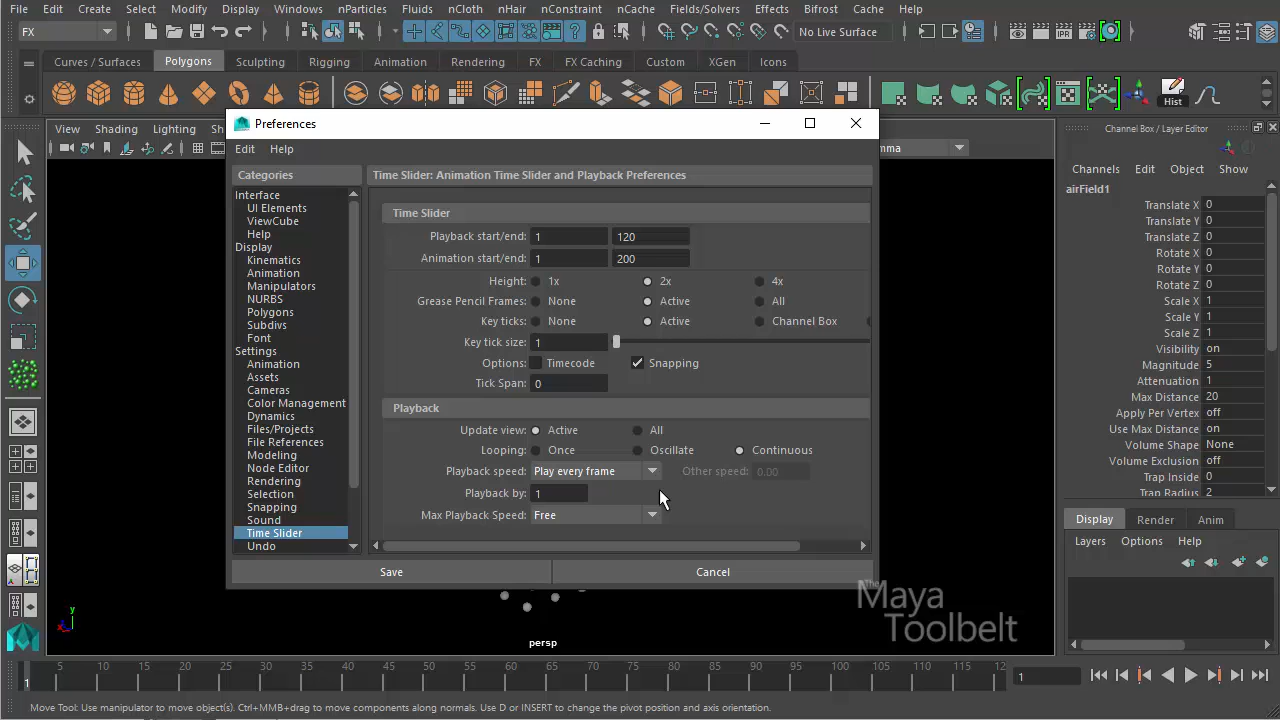 File Edit Create Select Modify Display Windows nParticles Fluids nCloth nHair nConstraint nCache Fields/Solvers Effects Bifrost Cache Help
FX No Live Surface
Curves / Surfaces Polygons Sculpting Rigging Animation Rendering FX FX Caching Custom XGen Icons
Hist
View Shading Lighting
Preferences
Channel Box / Layer Editor
Edit Help
Channels Edit Object Show
Categories
Time Slider: Animation Time Slider and Playback Preferences
airField1
Interface
UI Elements
ViewCube
Help
Display
Kinematics
Animation
Manipulators
NURBS
Polygons
Subdivs
Font
Settings
Animation
Assets
Cameras
Color Management
Dynamics
Files/Projects
File References
Modeling
Node Editor
Rendering
Selection
Snapping
Sound
Time Slider
Undo
Time Slider
Playback start/end: 1 120
Animation start/end: 1 200
Height: 1x 2x 4x
Grease Pencil Frames: None Active All
Key ticks: None Active Channel Box
Key tick size: 1
Options: Timecode Snapping
Tick Span: 0
Playback
Update view: Active All
Looping: Once Oscillate Continuous
Playback speed: Play every frame Other speed: 0.00
Playback by: 1
Max Playback Speed: Free
Save Cancel
Translate X 0
Translate Y 0
Translate Z 0
Rotate X 0
Rotate Y 0
Rotate Z 0
Scale X 1
Scale Y 1
Scale Z 1
Visibility on
Magnitude 5
Attenuation 1
Max Distance 20
Apply Per Vertex off
Use Max Distance on
Volume Shape None
Volume Exclusion off
Trap Inside 0
Trap Radius 2
Display Render Anim
Layers Options Help
y
x
z
persp
The Maya
Toolbelt
5 10 15 20 25 30 35 40 45 50 55 60 65 70 75 80 85 90 95 100 105 110 115 12
1
1
Move Tool: Use manipulator to move object(s). Ctrl+MMB+drag to move components along normals. Use D or INSERT to change the pivot position and axis orientation.